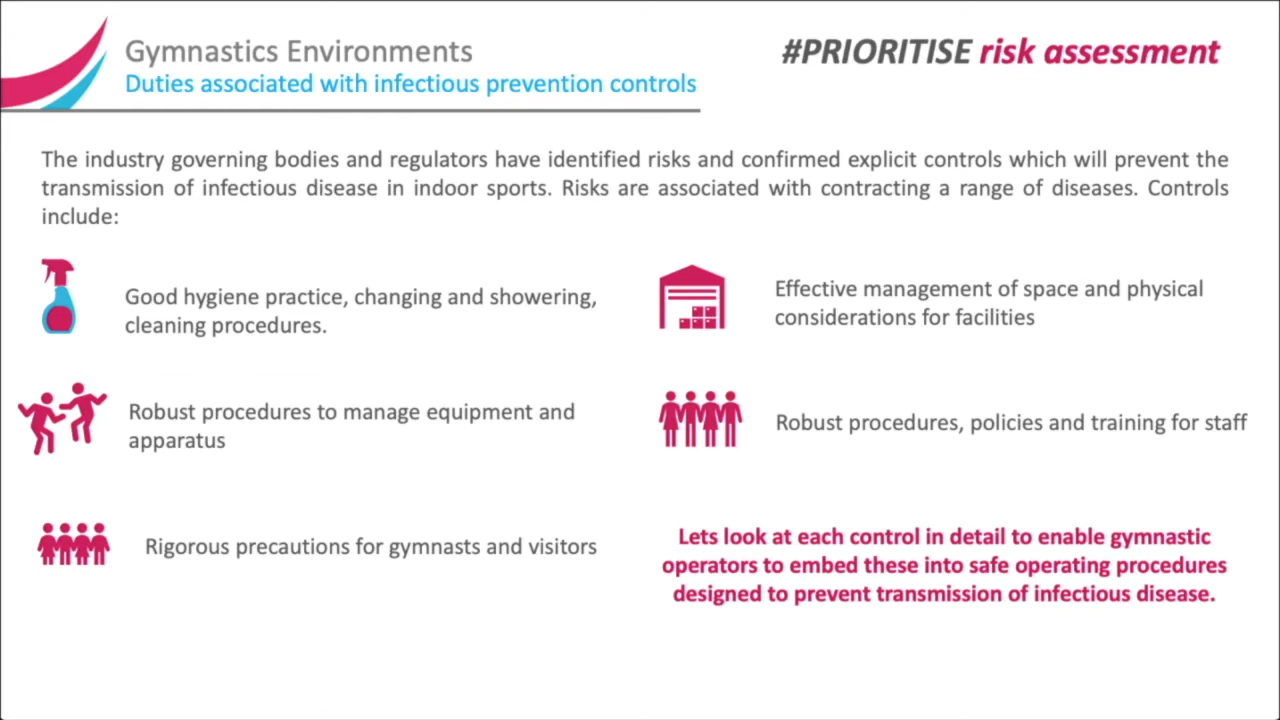 Gymnastics Environments
Duties associated with infectious prevention controls
#PRIORITISE risk assessment
The industry governing bodies and regulators have identified risks and confirmed explicit controls which will prevent the
transmission of infectious disease in indoor sports. Risks are associated with contracting a range of diseases. Controls
include:
Good hygiene practice, changing and showering,
cleaning procedures.
Effective management of space and physical
considerations for facilities
Robust procedures to manage equipment and
apparatus
Robust procedures, policies and training for staff
Rigorous precautions for gymnasts and visitors
Lets look at each control in detail to enable gymnastic
operators to embed these into safe operating procedures
designed to prevent transmission of infectious disease.